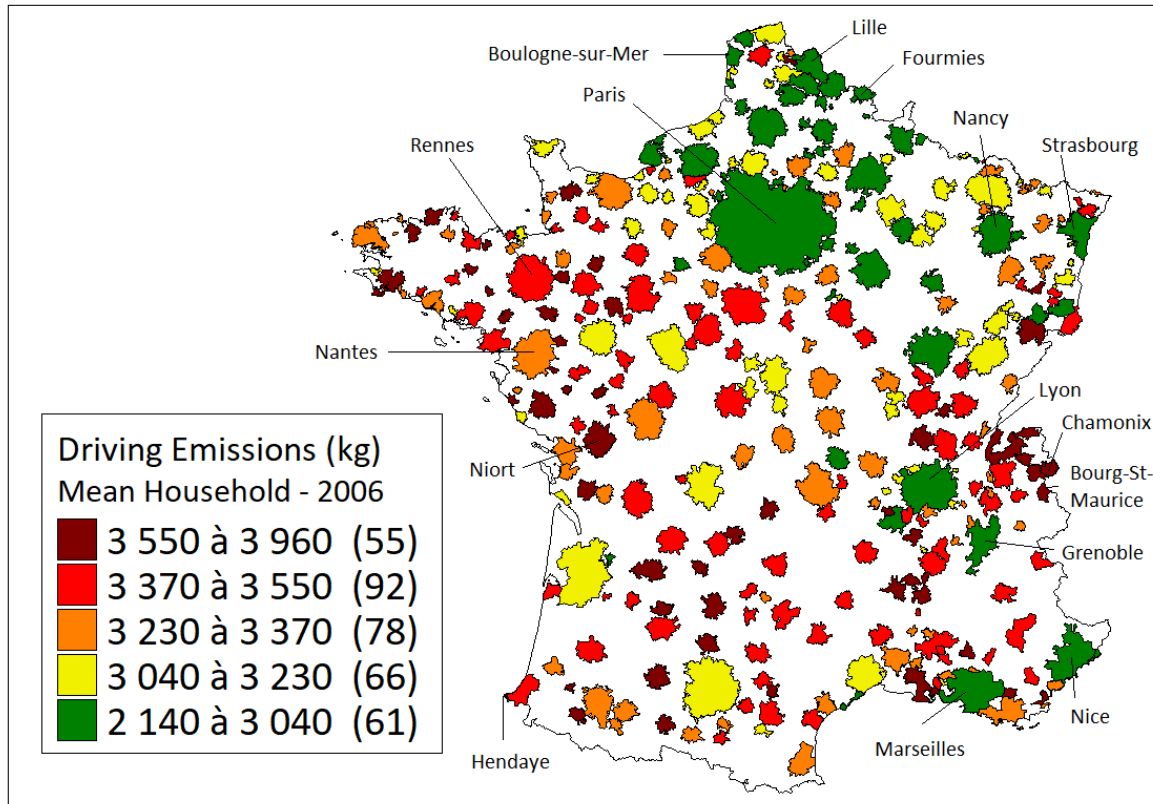 Lille
Boulogne-sur-Mer
Fournies
Paris
Nancy
Rennes
Strasbourg
Nantes
Lyon
Chamonix
Niort
Bourg-St-
Maurice
Grenoble
Nice
Marseilles
Hendaye
Driving Emissions (kg)
Mean Household - 2006
3 550 à 3 960 (55)
3 370 à 3 550 (92)
3 230 à 3 370 (78)
3 040 à 3 230 (66)
2 140 à 3 040 (61)